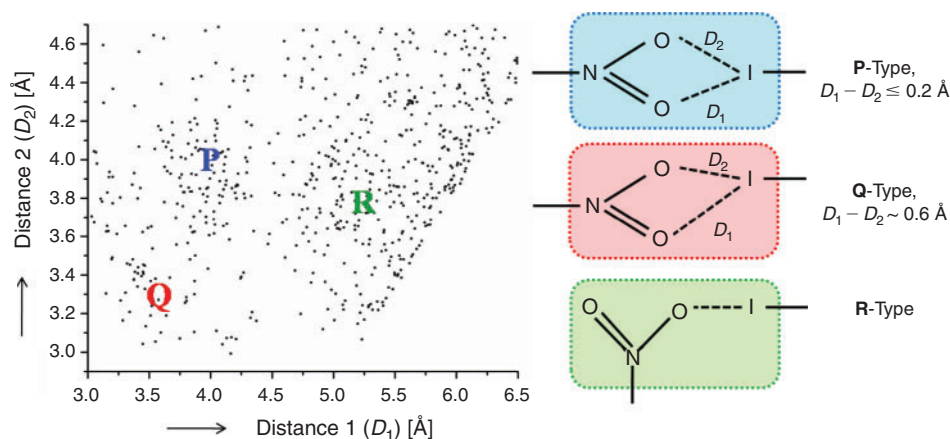 4.6
4.4
4.2
4.0
3.8
3.6
3.4
3.2
3.0
Distance 2 (D2) [Å]
P
R
Q
3.0 3.5 4.0 4.5 5.0 5.5 6.0 6.5
Distance 1 (D1) [Å]
O
D2
N
I
O
D1
P-Type,
D1 – D2 ≤ 0.2 Å
O
D2
I
N
D1
O
Q-Type,
D1 – D2 ~ 0.6 Å
O
O
I
N
R-Type